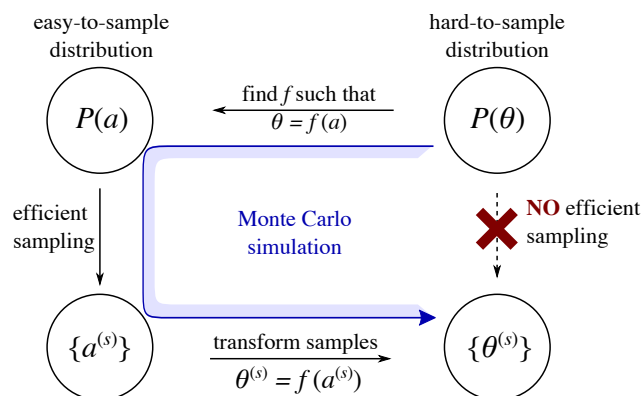 easy-to-sample
distribution
hard-to-sample
distribution
P(a)
find f such that
θ = f(a)
P(θ)
efficient
sampling
Monte Carlo
simulation
NO efficient
sampling
{a^(s)}
transform samples
θ^(s) = f(a^(s))
{θ^(s)}